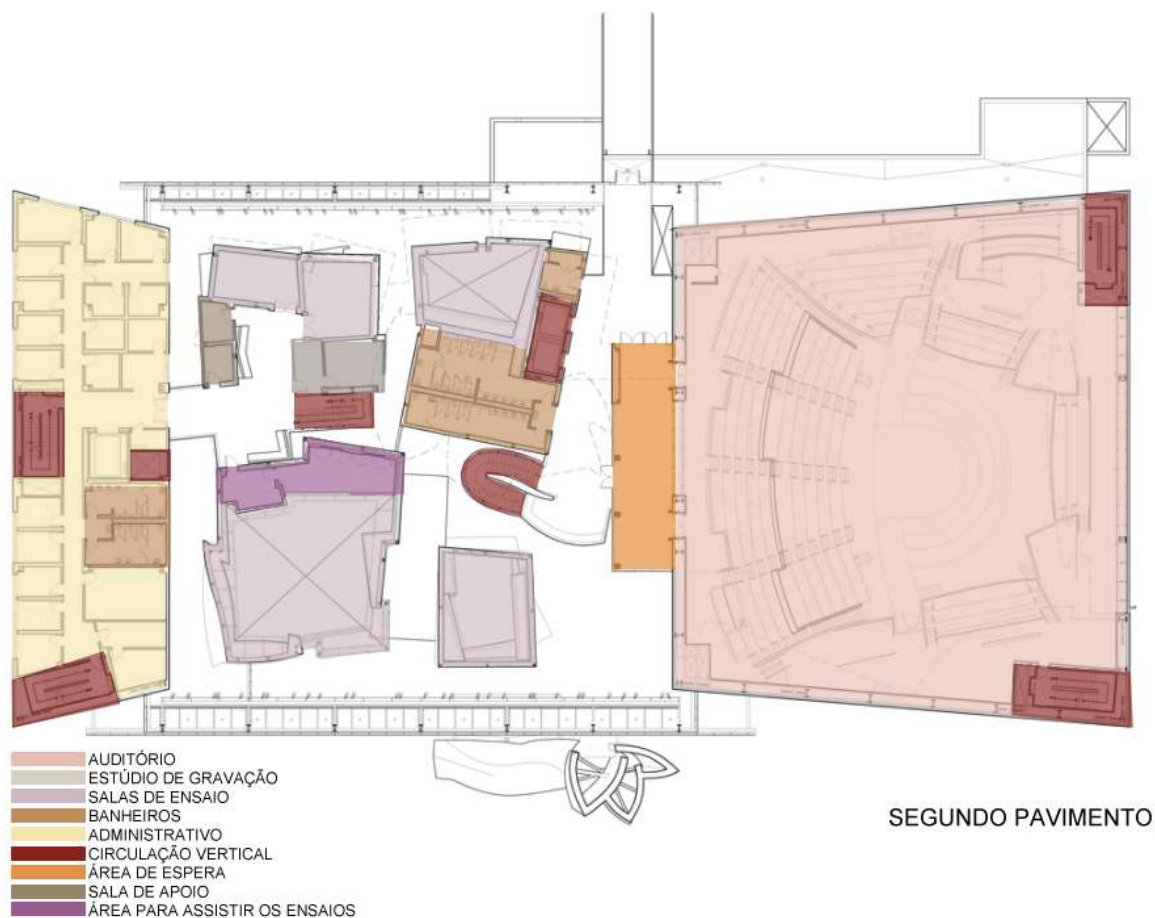 AUDITÓRIO
ESTÚDIO DE GRAVAÇÃO
SALAS DE ENSAIO
BANHEIROS
ADMINISTRATIVO
CIRCULAÇÃO VERTICAL
ÁREA DE ESPERA
SALA DE APOIO
ÁREA PARA ASSISTIR OS ENSAIOS
SEGUNDO PAVIMENTO